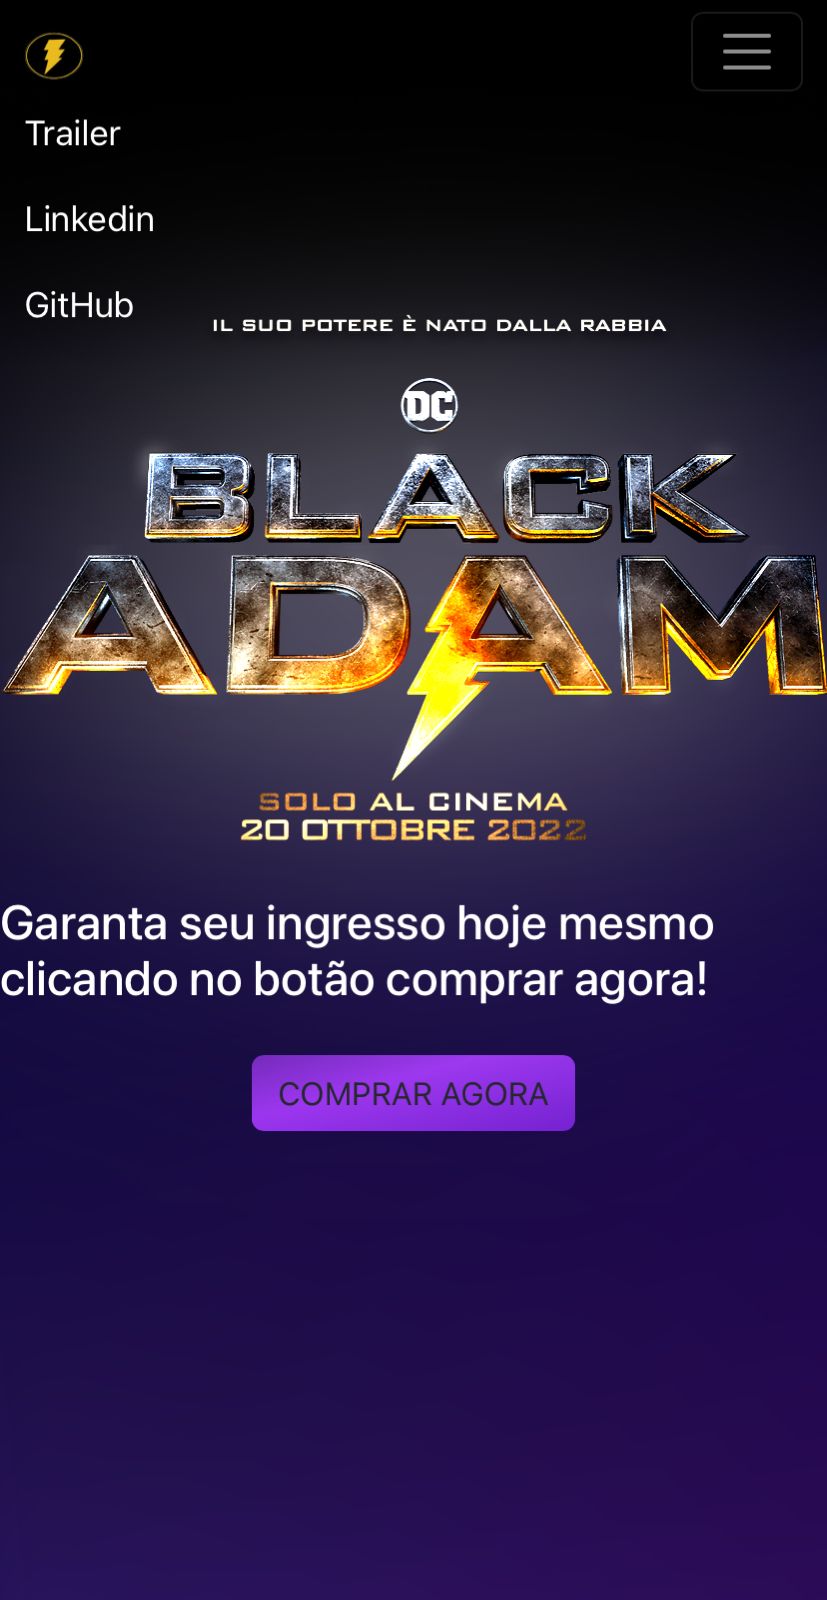 Trailer
Linkedin
GitHub
IL SUO POTERE È NATO DALLA RABBIA
DC
BLACK
ADAM
SOLO AL CINEMA
20 OTTOBRE 2022
Garanta seu ingresso hoje mesmo
clicando no botão comprar agora!
COMPRAR AGORA